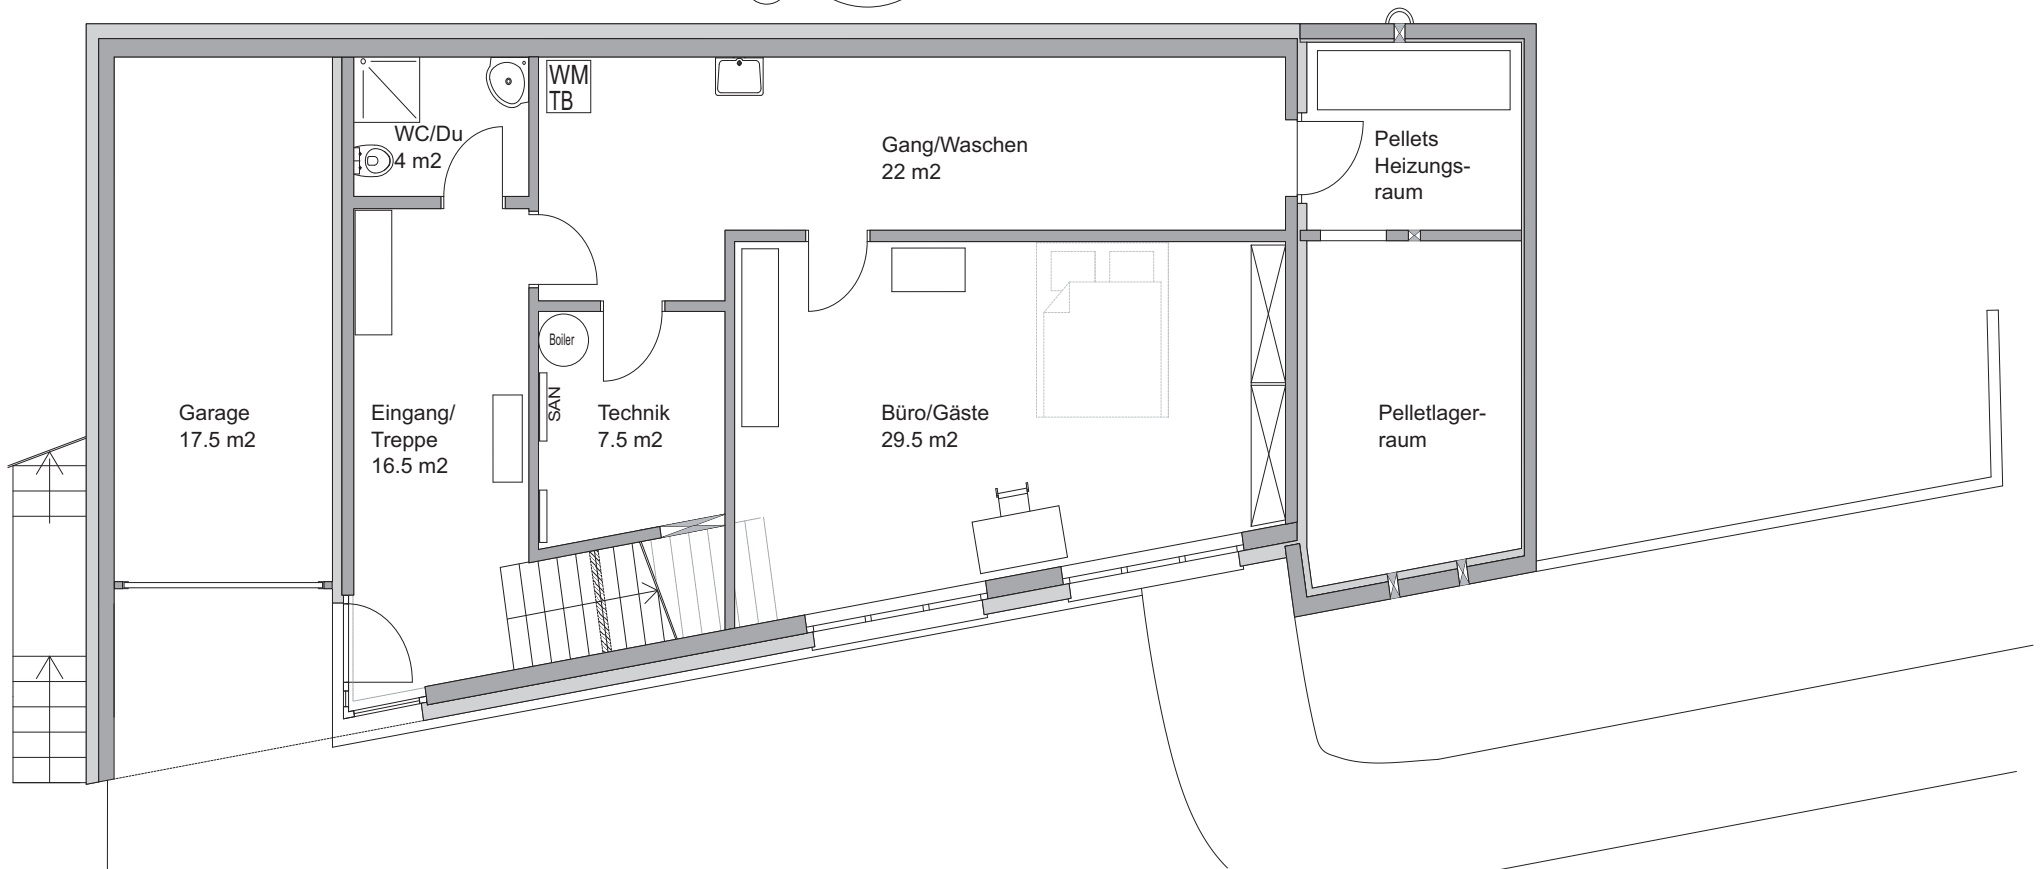 WM
TB
WC/Du
4 m2
Gang/Waschen
22 m2
Pellets
Heizungs-
raum
Boiler
SAN
Garage
17.5 m2
Eingang/
Treppe
16.5 m2
Technik
7.5 m2
Büro/Gäste
29.5 m2
Pelletlager-
raum